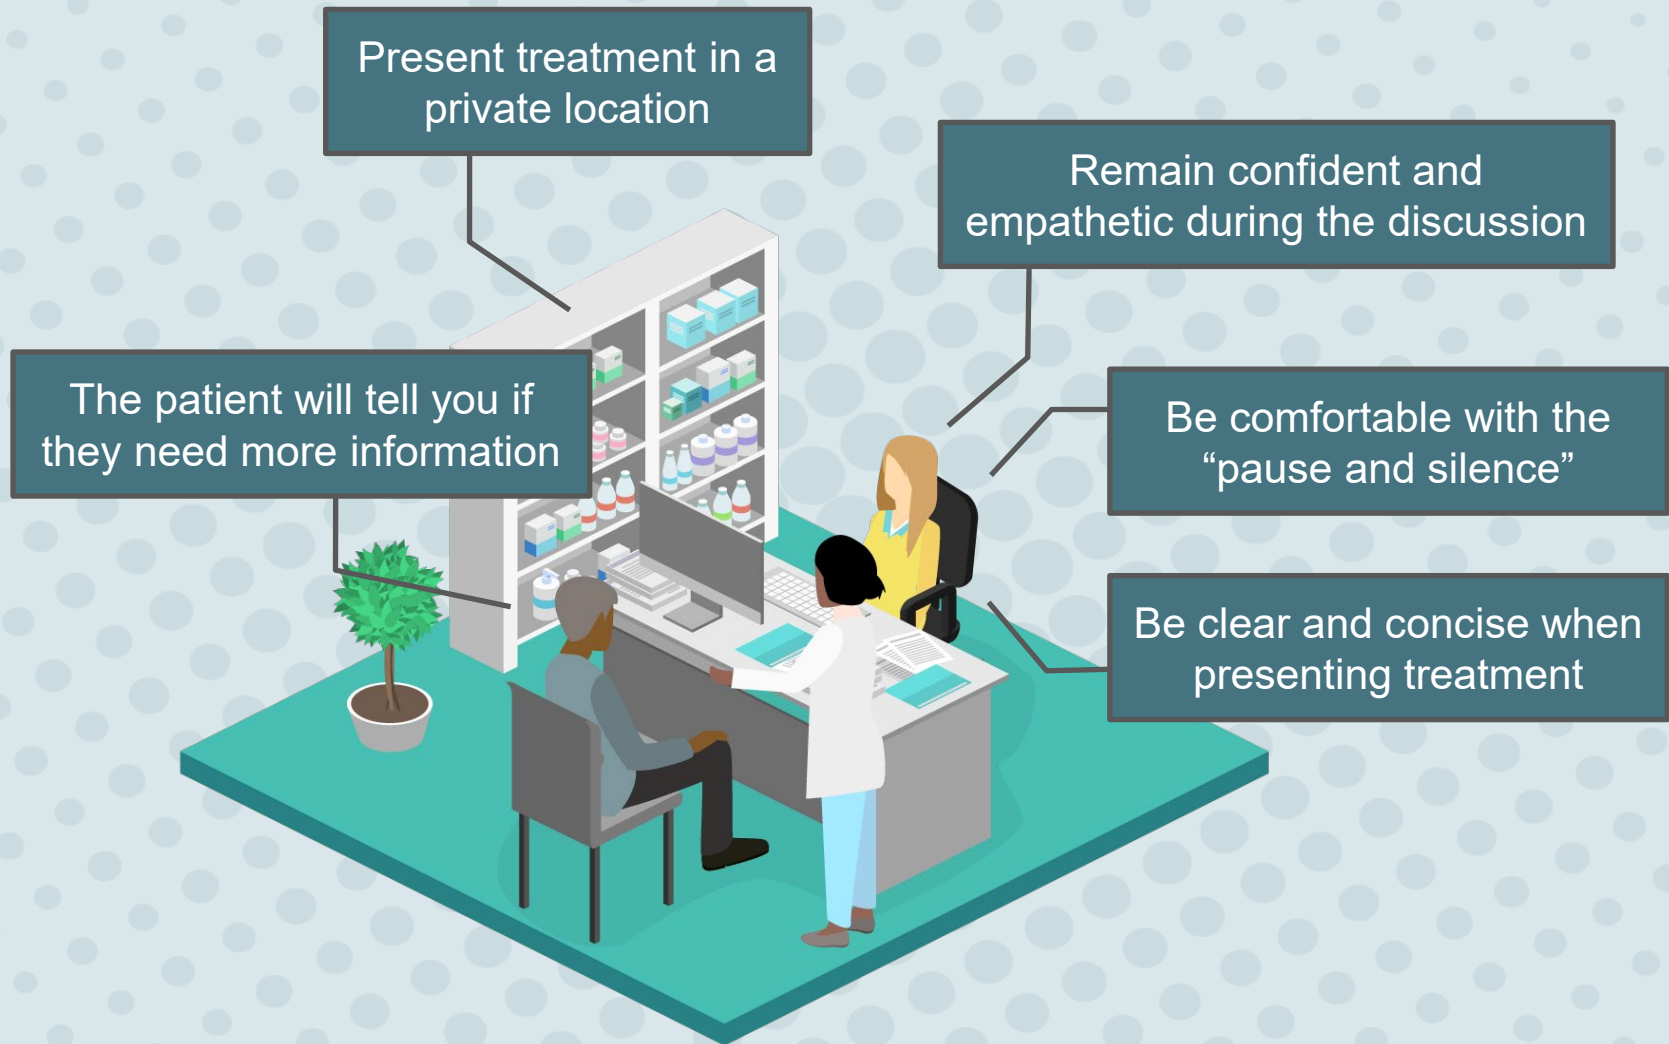 Present treatment in a
private location
Remain confident and
empathetic during the discussion
The patient will tell you if
they need more information
Be comfortable with the
“pause and silence”
Be clear and concise when
presenting treatment